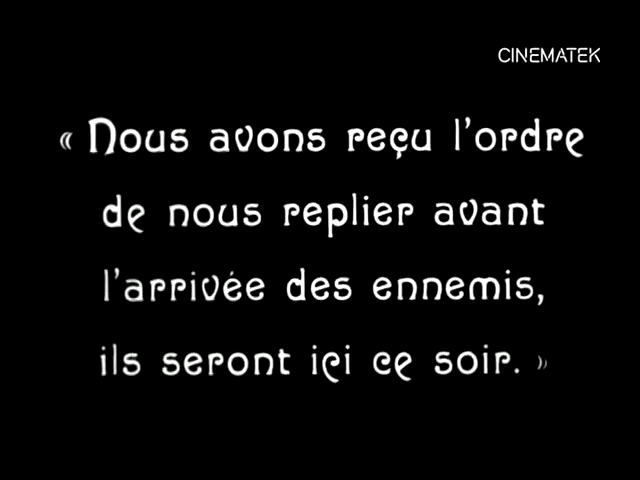 CINEMATEK
« Nous avons reçu l'ordre
de nous replier avant
l'arrivée des ennemis,
ils seront ici ce soir. »